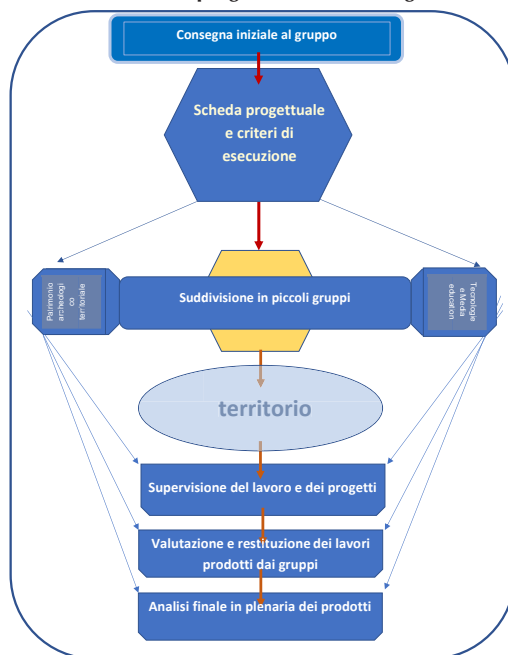 Consegna iniziale al gruppo
Scheda progettuale
e criteri di
esecuzione
Patrimonio
archeologi
co
territoriale
Suddivisione in piccoli gruppi
Tecnologie
e Media
education
territorio
Supervisione del lavoro e dei progetti
Valutazione e restituzione dei lavori
prodotti dai gruppi
Analisi finale in plenaria dei prodotti